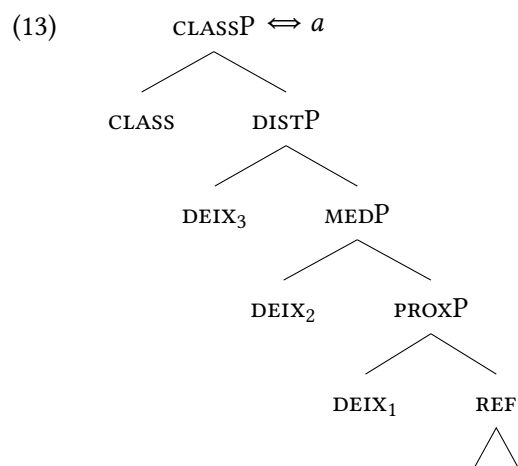 (13) CLASSP ⇔ a
CLASS DISTP
DEIX₃ MEDP
DEIX₂ PROXP
DEIX₁ REF